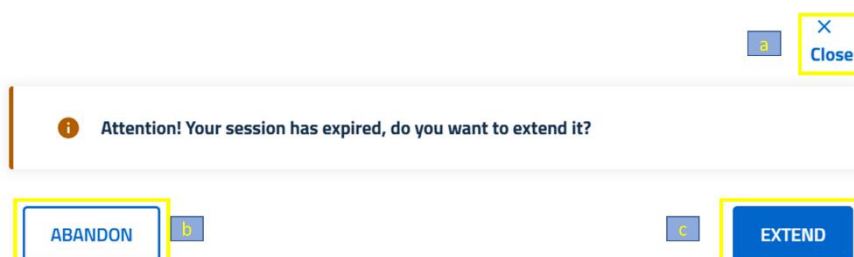 a
Close
Attention! Your session has expired, do you want to extend it?
ABANDON b c EXTEND